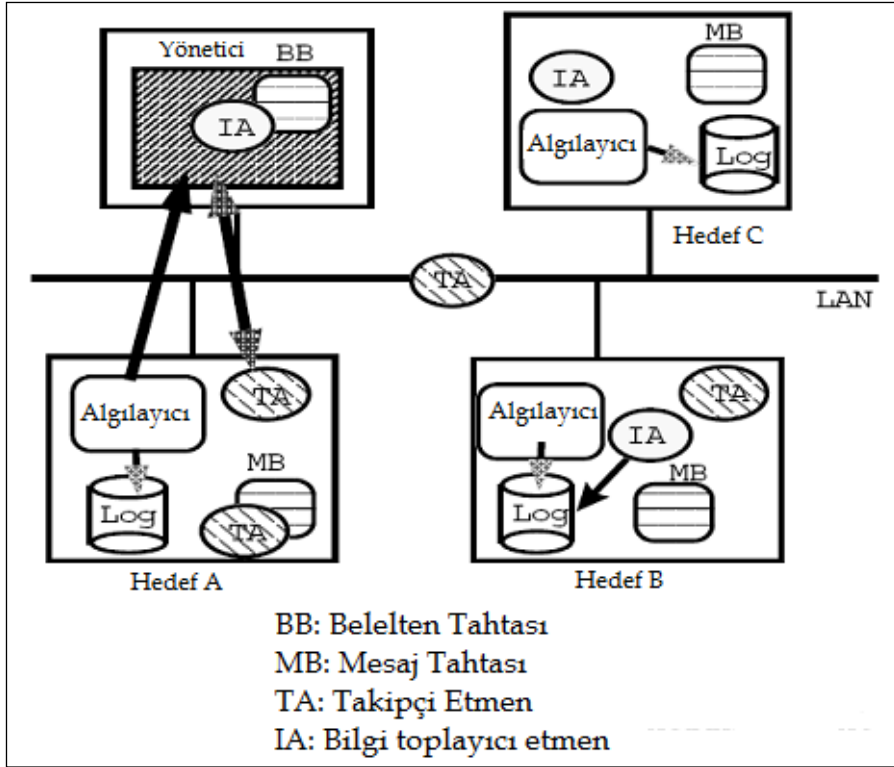 Yönetici
BB
IA
MB
IA
Algılayıcı
Log
Hedef C
TA
LAN
Algılayıcı
TA
MB
Log
TA
Hedef A
Algılayıcı
TA
IA
MB
Log
Hedef B
BB: Belelten Tahtası
MB: Mesaj Tahtası
TA: Takipçi Etmen
IA: Bilgi toplayıcı etmen